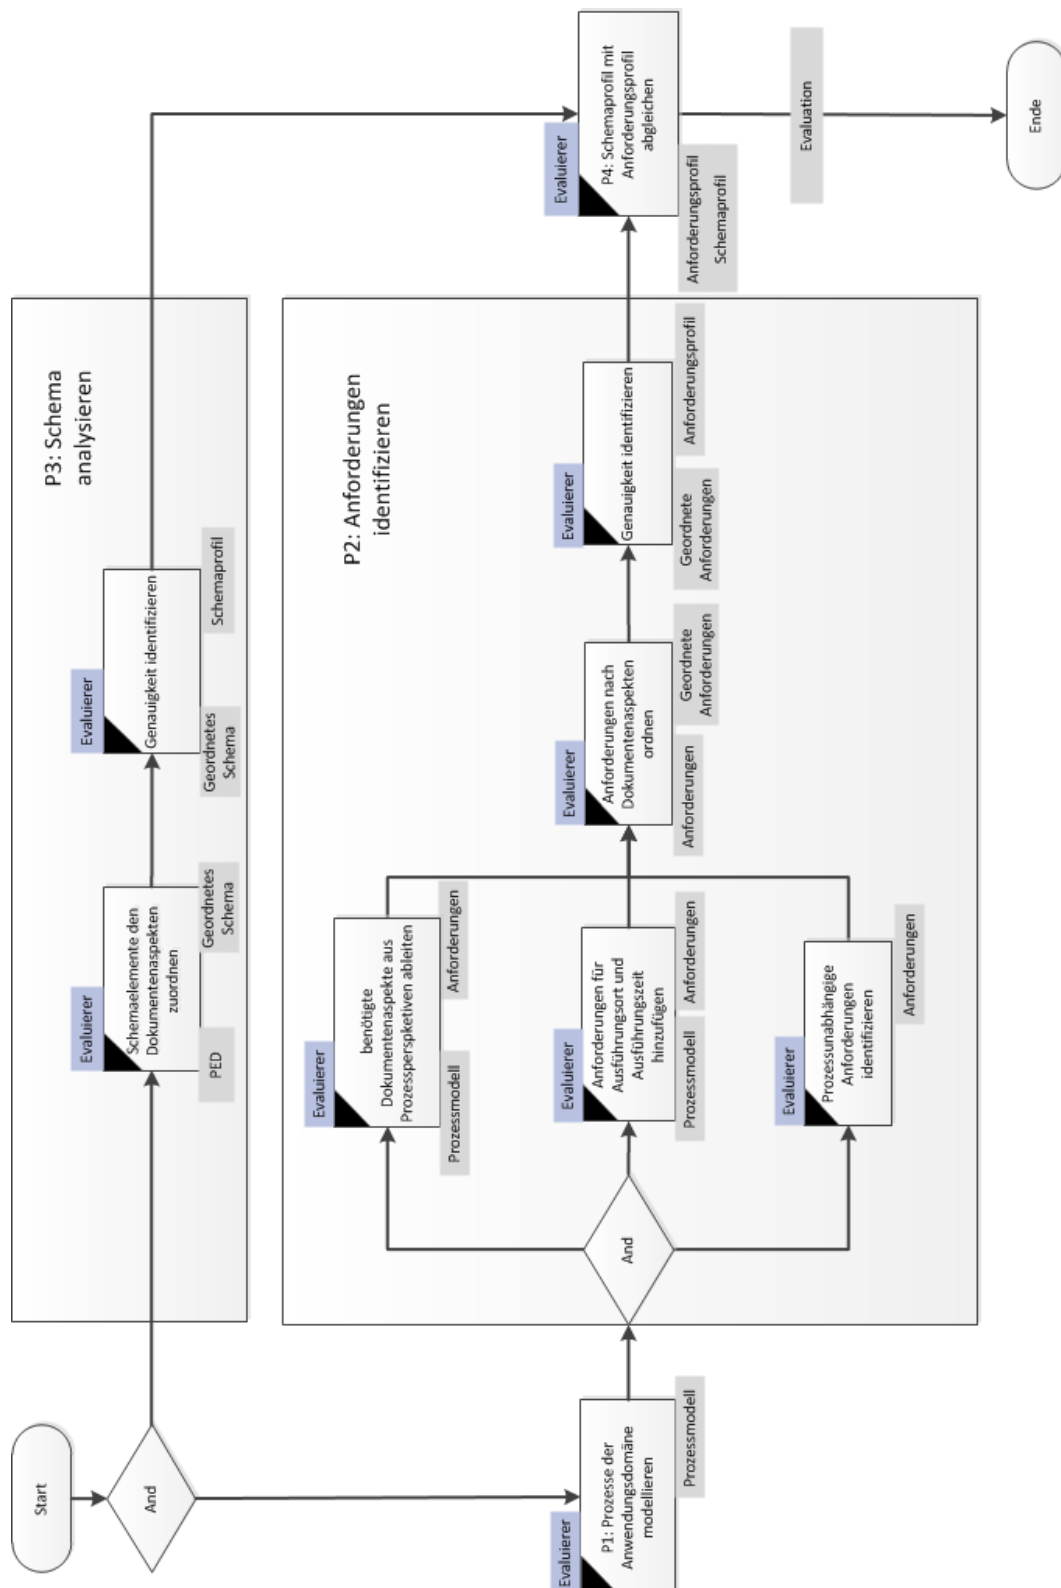 Start
And
P3: Schema
analysieren
Evaluierer
Schemaelemente den
Dokumentenaspekten
zuordnen
PED
Geordnetes
Schema
Evaluierer
Genauigkeit identifizieren
Geordnetes
Schema
Schemaprofil
Evaluierer
P1: Prozesse der
Anwendungsdomäne
modellieren
Prozessmodell
P2: Anforderungen
identifizieren
And
Evaluierer
benötigte
Dokumentenaspekte aus
Prozessperspketiven ableiten
Prozessmodell
Anforderungen
Evaluierer
Anforderungen für
Ausführungsort und
Ausführungszeit
hinzufügen
Prozessmodell
Anforderungen
Evaluierer
Prozessunabhängige
Anforderungen
identifizieren
Anforderungen
Evaluierer
Anforderungen nach
Dokumentenaspekten
ordnen
Anforderungen
Geordnete
Anforderungen
Evaluierer
Genauigkeit identifizieren
Geordnete
Anforderungen
Anforderungsprofil
Evaluierer
P4: Schemaprofil mit
Anforderungsprofil
abgleichen
Anforderungsprofil
Schemaprofil
Evaluation
Ende